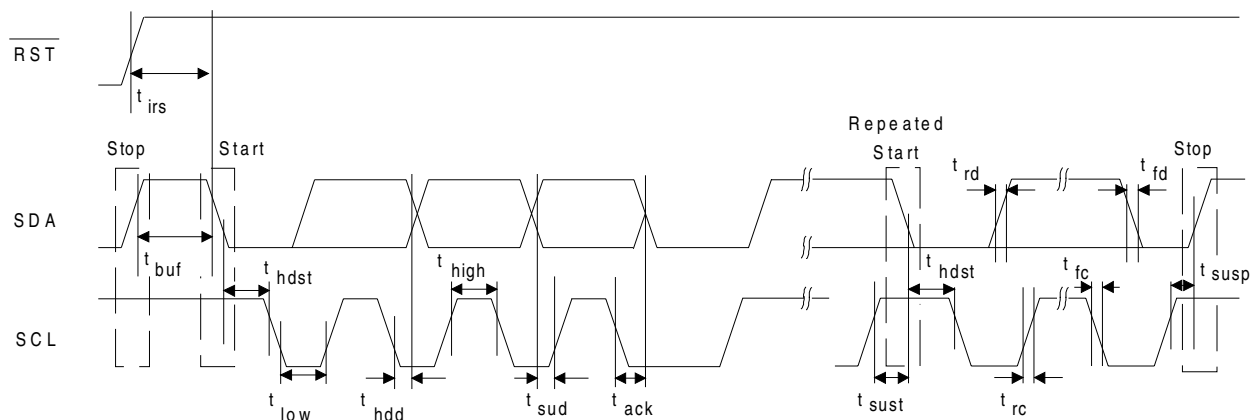 RST
t irs
Repeated
Stop
Start
Start
Stop
t rd
t fd
SDA
t buf
t hdst
t high
t hdst
t fc
t susp
SCL
t low
t hdd
t sud
t ack
t sust
t rc